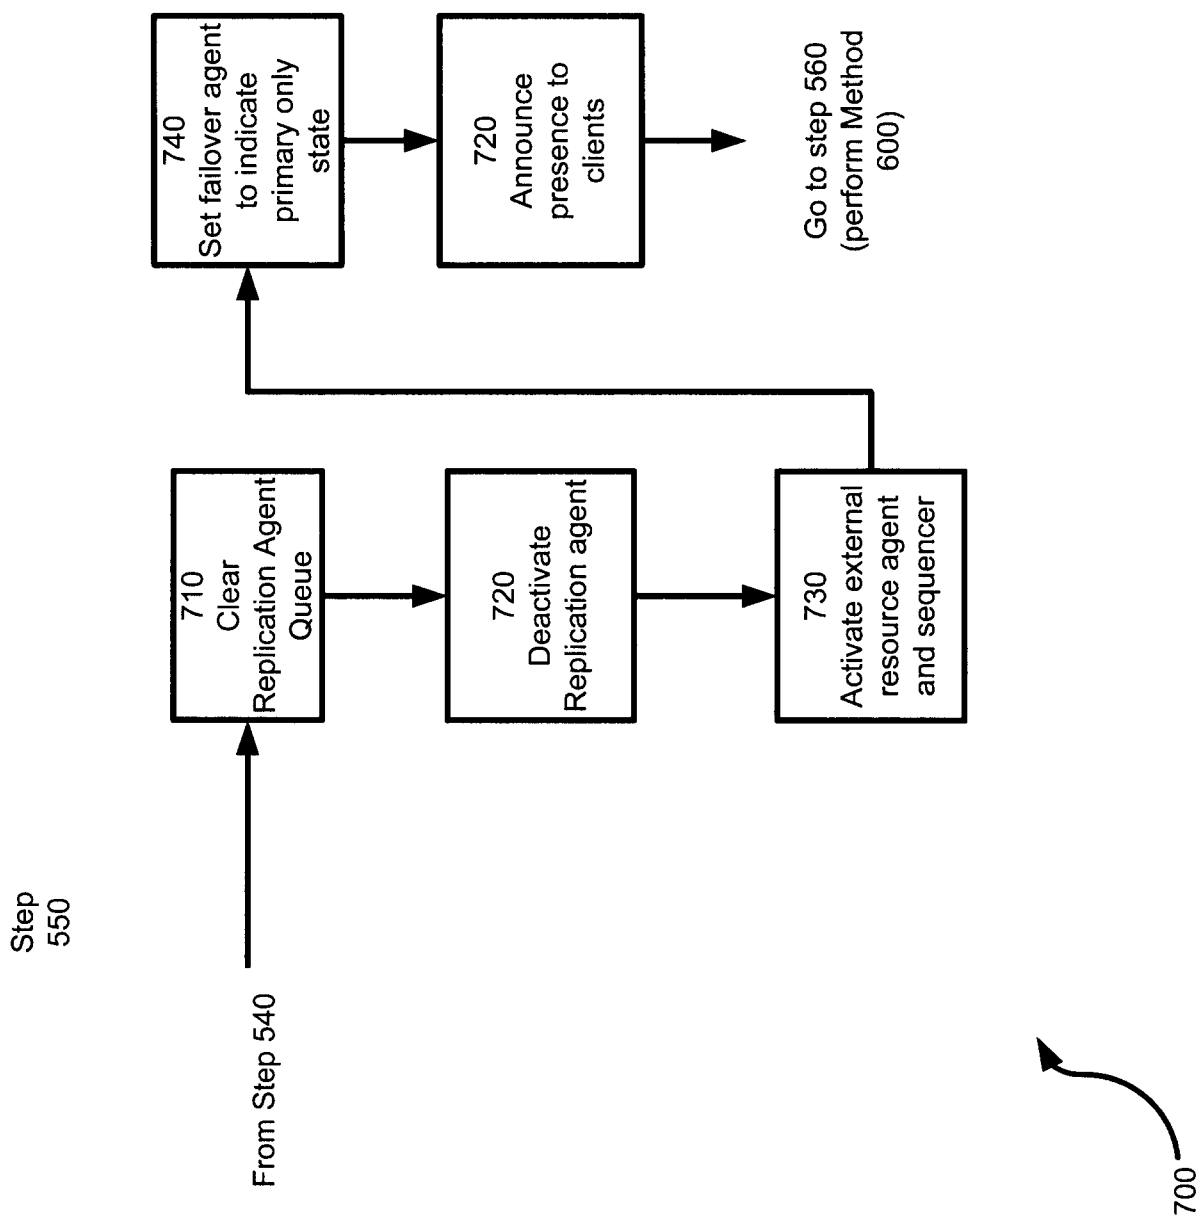 Step
550
From Step 540
710
Clear
Replication Agent
Queue
720
Deactivate
Replication agent
730
Activate external
resource agent
and sequencer
740
Set failover agent
to indicate
primary only
state
720
Announce
presence to
clients
Go to step 560
(perform Method
600)
700